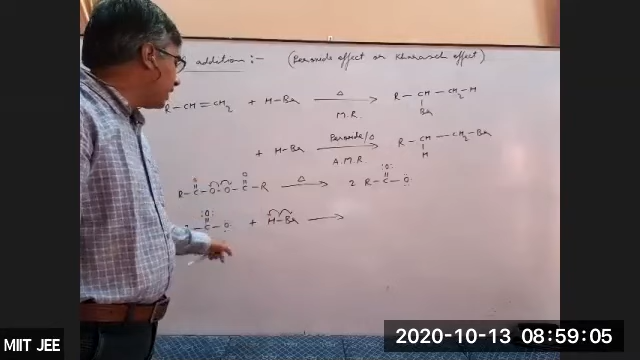 addition :- (Peroxide effect or Kharasch effect)
R — CH = CH2 + H-Br Δ M.R. R — CH — CH2 — H
Br
+ H-Br Peroxide/Δ A.M.R. R — CH — CH2 — Br
H
O O :O:
R — C — O — O — C — R Δ 2 R — C — O
:O:
— C — O + H — Br
MIIT JEE
2020-10-13 08:59:05